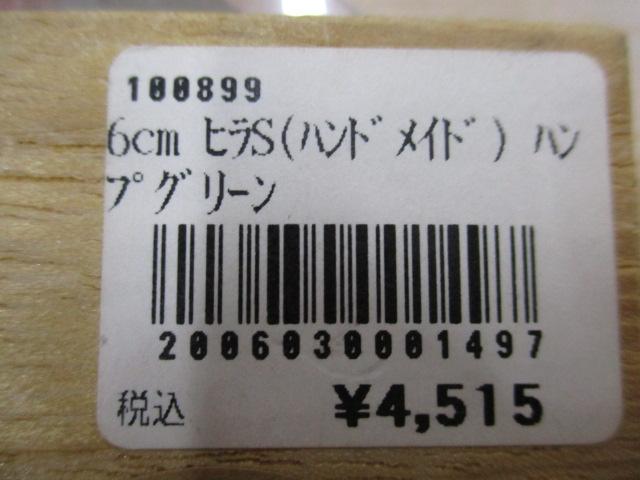 100899
6cm ヒラS(ハンドメイド) ハン
プグリーン
2006030001497
税込 ¥4,515